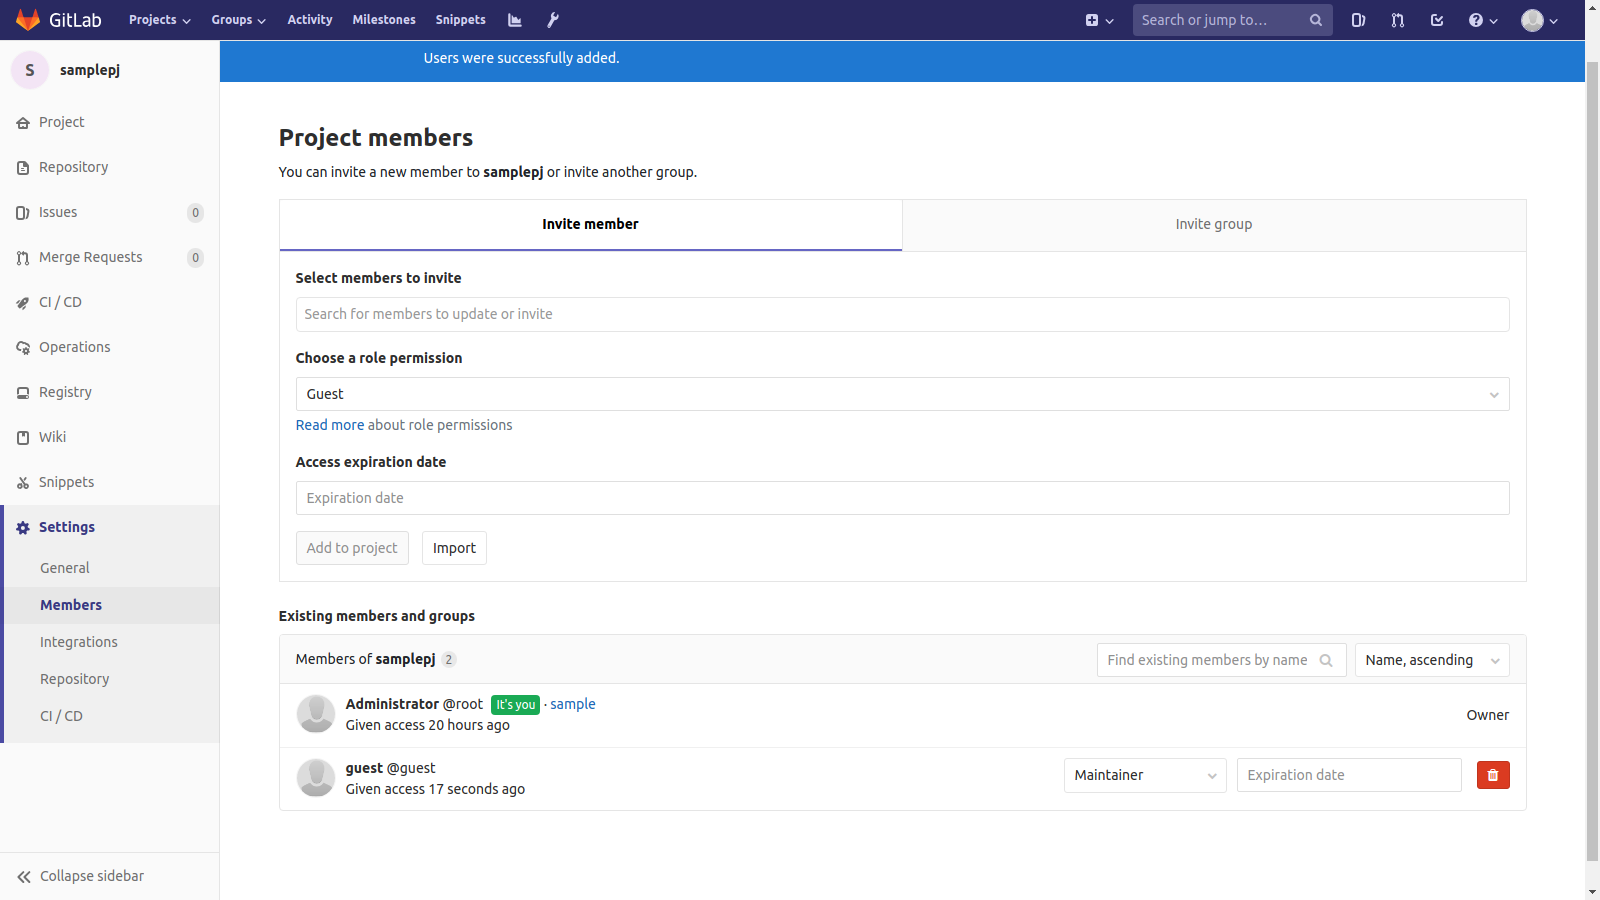 GitLab Projects Groups Activity Milestones Snippets Search or jump to...
S samplepj
Project
Repository
Issues 0
Merge Requests 0
CI / CD
Operations
Registry
Wiki
Snippets
Settings
General
Members
Integrations
Repository
CI / CD
Collapse sidebar
Users were successfully added.
Project members
You can invite a new member to samplepj or invite another group.
Invite member Invite group
Select members to invite
Search for members to update or invite
Choose a role permission
Guest
Read more about role permissions
Access expiration date
Expiration date
Add to project Import
Existing members and groups
Members of samplepj 2 Find existing members by name Name, ascending
Administrator @root It's you · sample
Given access 20 hours ago
Owner
guest @guest
Given access 17 seconds ago
Maintainer Expiration date